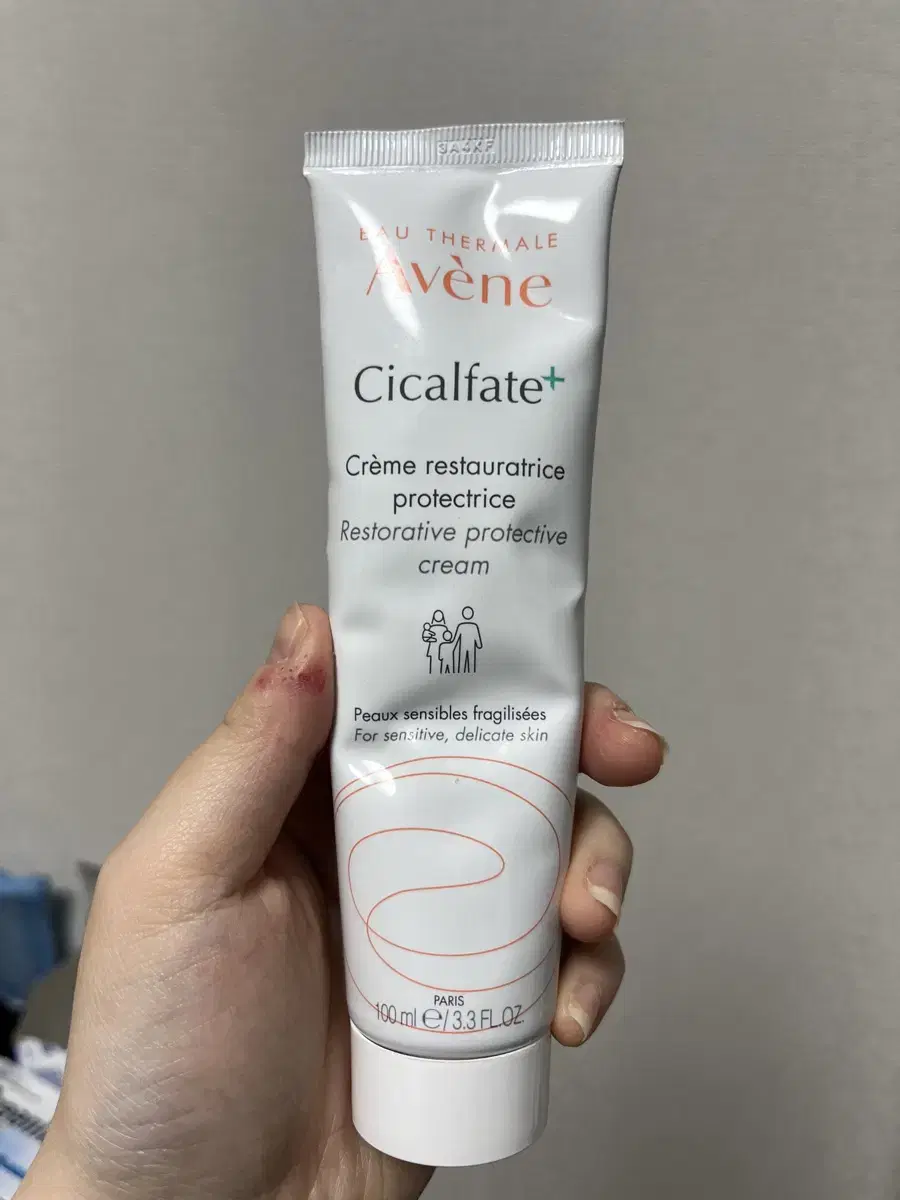 EAU THERMALE
Avène
Cicalfate+
Crème restauratrice
protectrice
Restorative protective
cream
Peaux sensibles fragilisées
For sensitive, delicate skin
PARIS
100 ml ℮/ 3.3 FL.OZ.